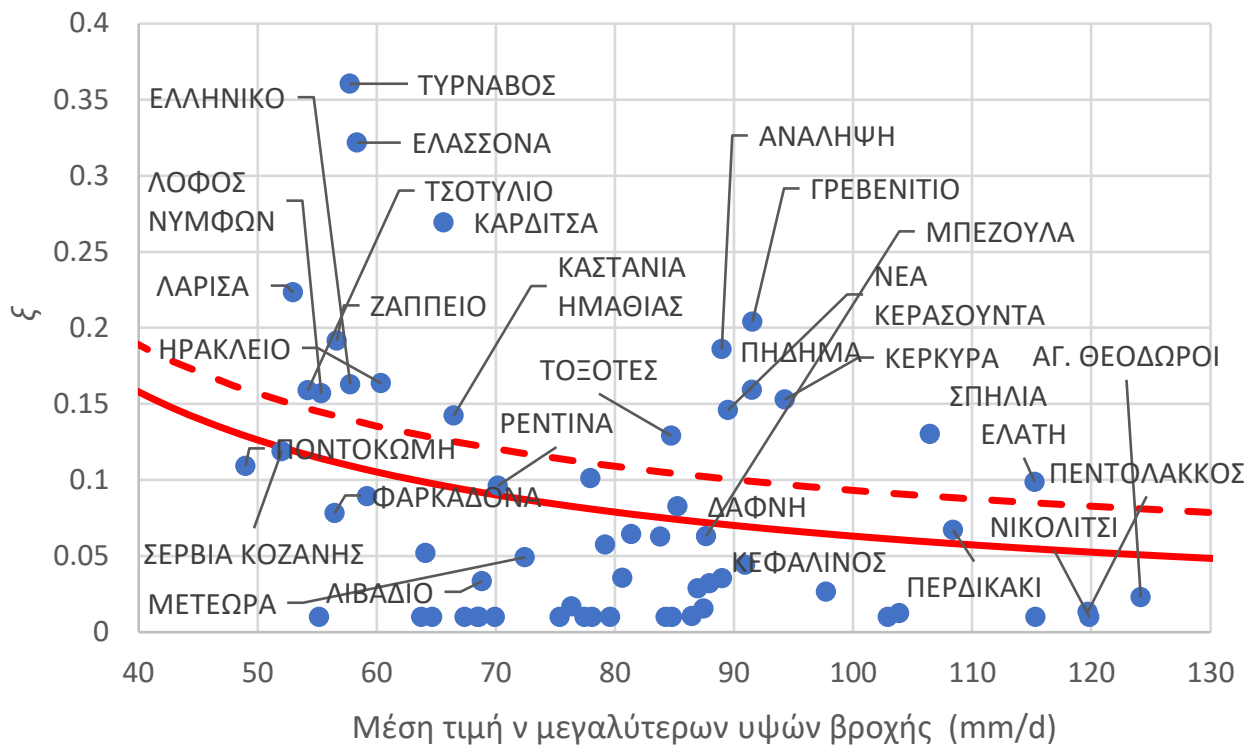 0.4
0.35
0.3
0.25
0.2
0.15
0.1
0.05
0
ξ
ΤΥΡΝΑΒΟΣ
ΕΛΛΗΝΙΚΟ
ΕΛΑΣΣΟΝΑ
ΑΝΑΛΗΨΗ
ΛΟΦΟΣ
ΝΥΜΦΩΝ
ΤΣΟΤΥΛΙΟ
ΓΡΕΒΕΝΙΤΙΟ
ΚΑΡΔΙΤΣΑ
ΜΠΕΖΟΥΛΑ
ΛΑΡΙΣΑ
ΚΑΣΤΑΝΙΑ
ΗΜΑΘΙΑΣ
ΝΕΑ
ΚΕΡΑΣΟΥΝΤΑ
ΖΑΠΠΕΙΟ
ΗΡΑΚΛΕΙΟ
ΤΟΞΟΤΕΣ
ΠΗΔΗΜΑ
ΚΕΡΚΥΡΑ
ΑΓ. ΘΕΟΔΩΡΟΙ
ΣΠΗΛΙΑ
ΡΕΝΤΙΝΑ
ΕΛΑΤΗ
ΠΟΝΤΟΚΩΜΗ
ΠΕΝΤΟΛΑΚΚΟΣ
ΦΑΡΚΑΔΟΝΑ
ΔΑΦΝΗ
ΝΙΚΟΛΙΤΣΙ
ΣΕΡΒΙΑ ΚΟΖΑΝΗΣ
ΚΕΦΑΛΙΝΟΣ
ΠΕΡΔΙΚΑΚΙ
ΜΕΤΕΩΡΑ
ΛΙΒΑΔΙΟ
40 50 60 70 80 90 100 110 120 130
Μέση τιμή ν μεγαλύτερων υψών βροχής (mm/d)